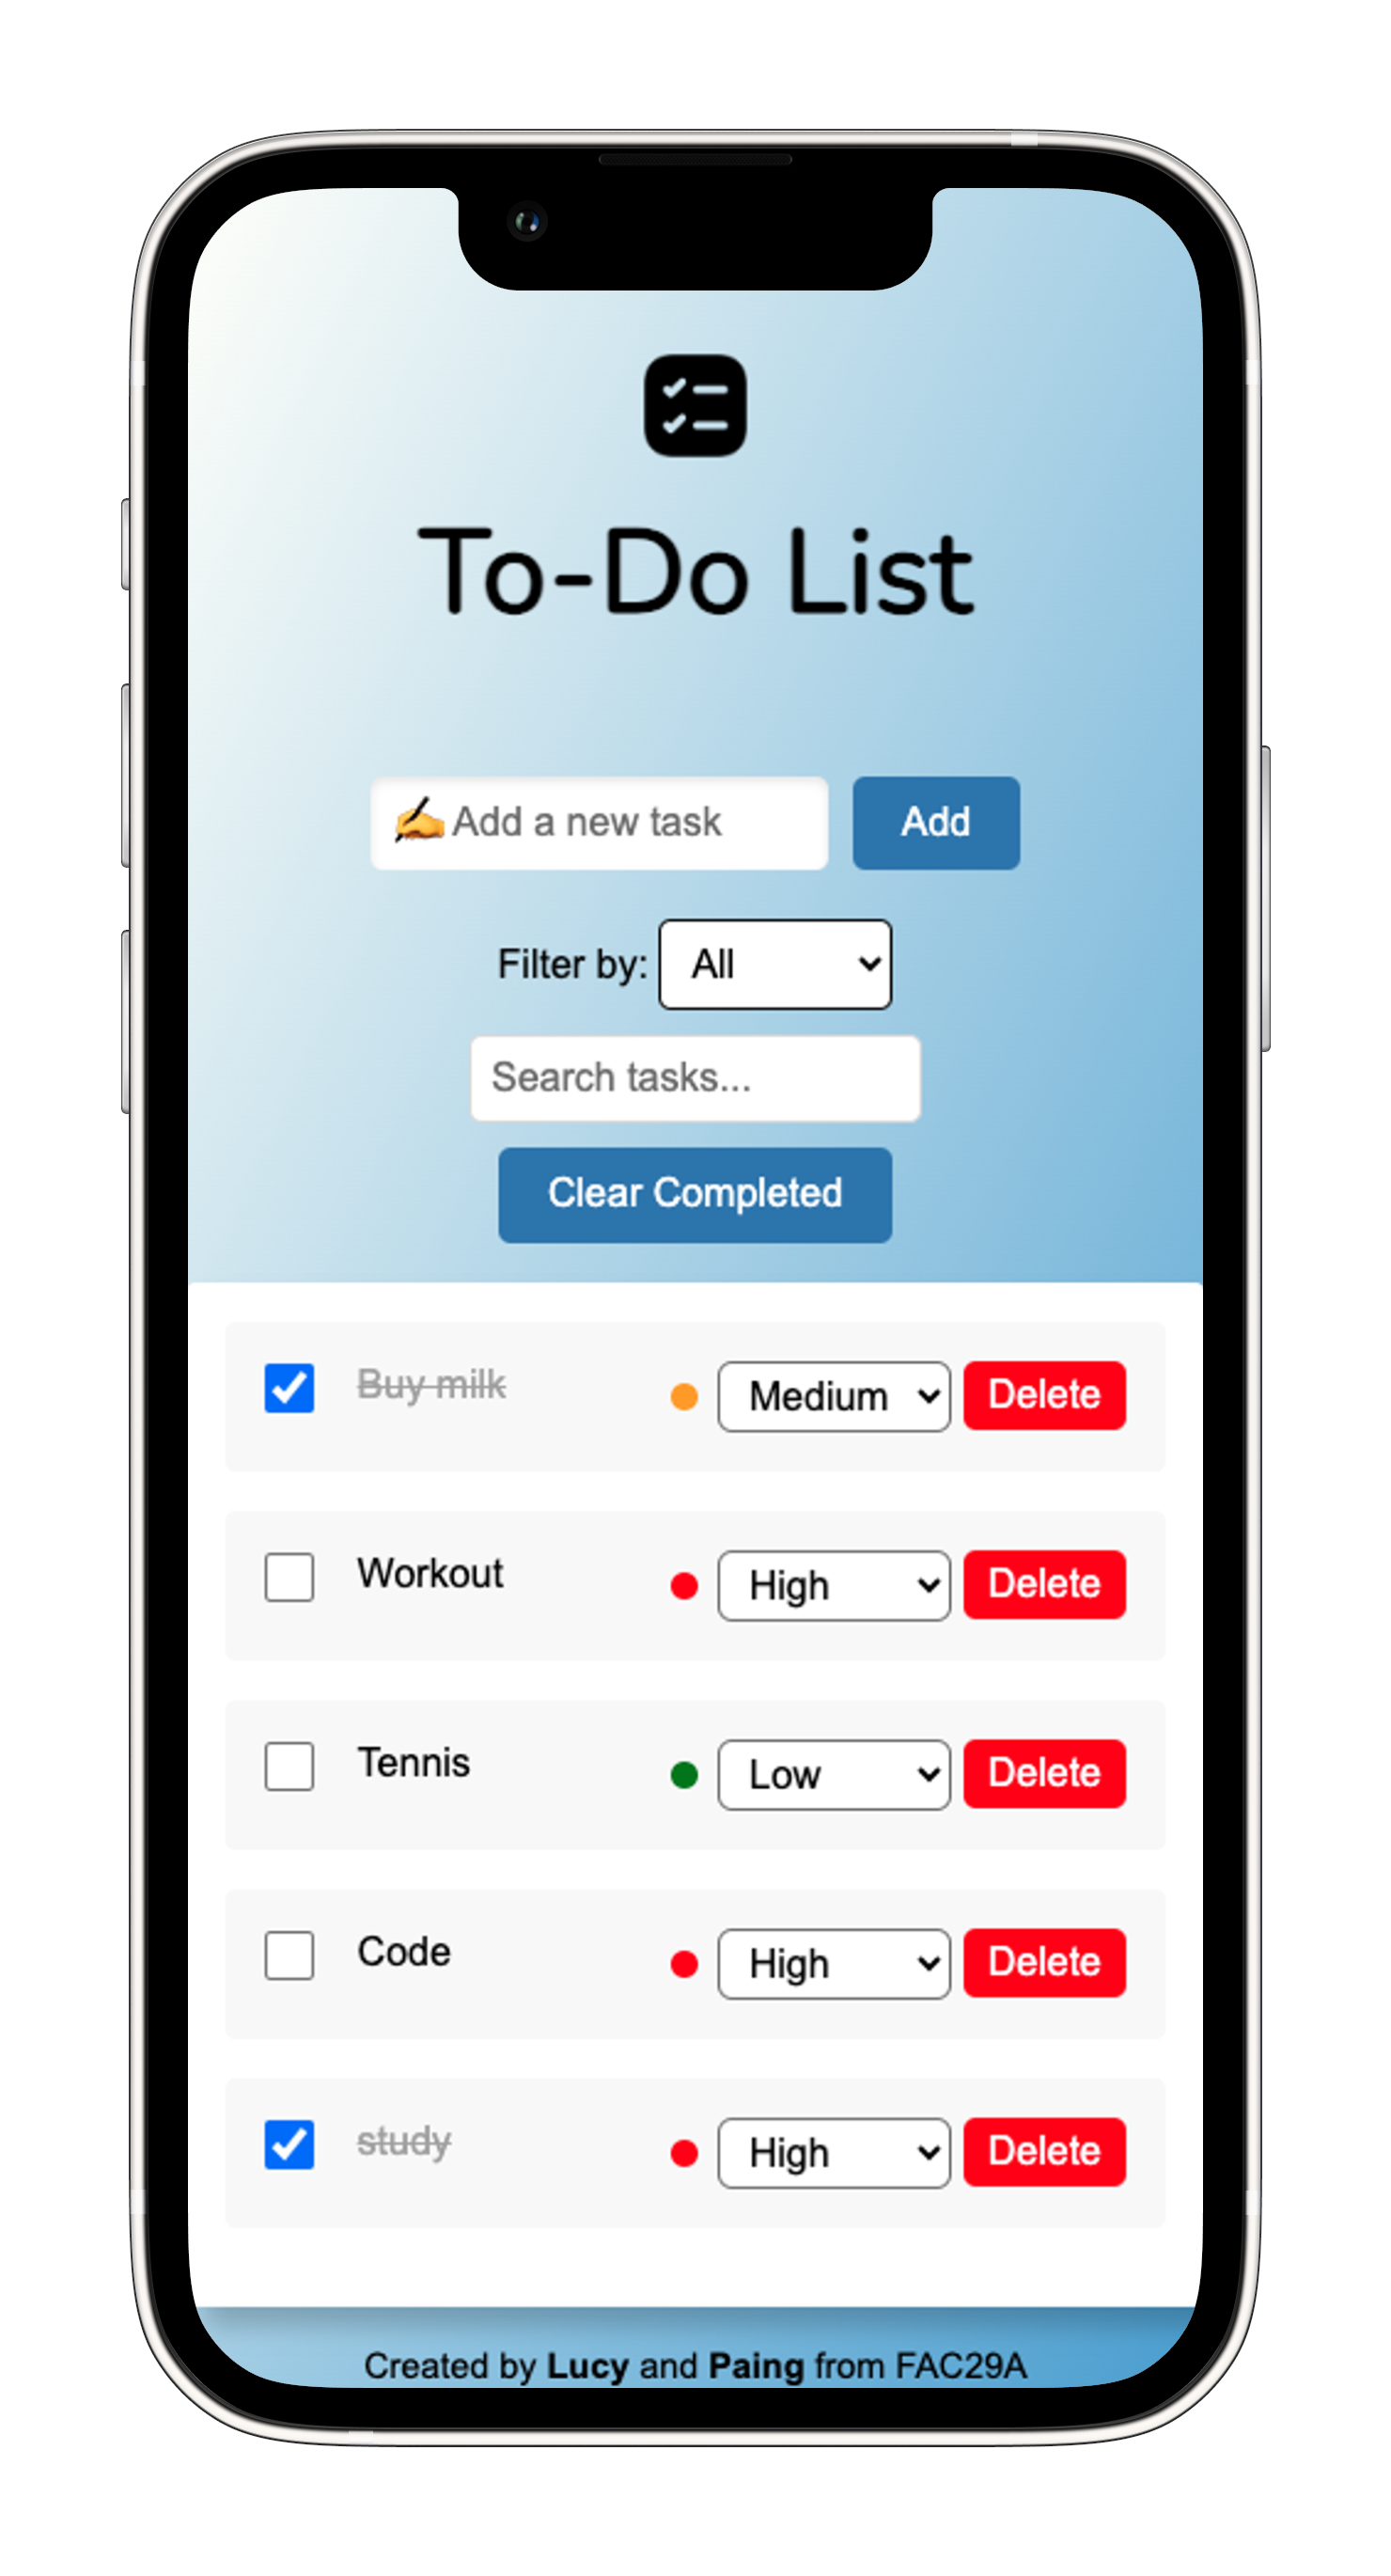 To-Do List
✍️ Add a new task Add
Filter by: All
Search tasks...
Clear Completed
Buy milk Medium Delete
Workout High Delete
Tennis Low Delete
Code High Delete
study High Delete
Created by Lucy and Paing from FAC29A